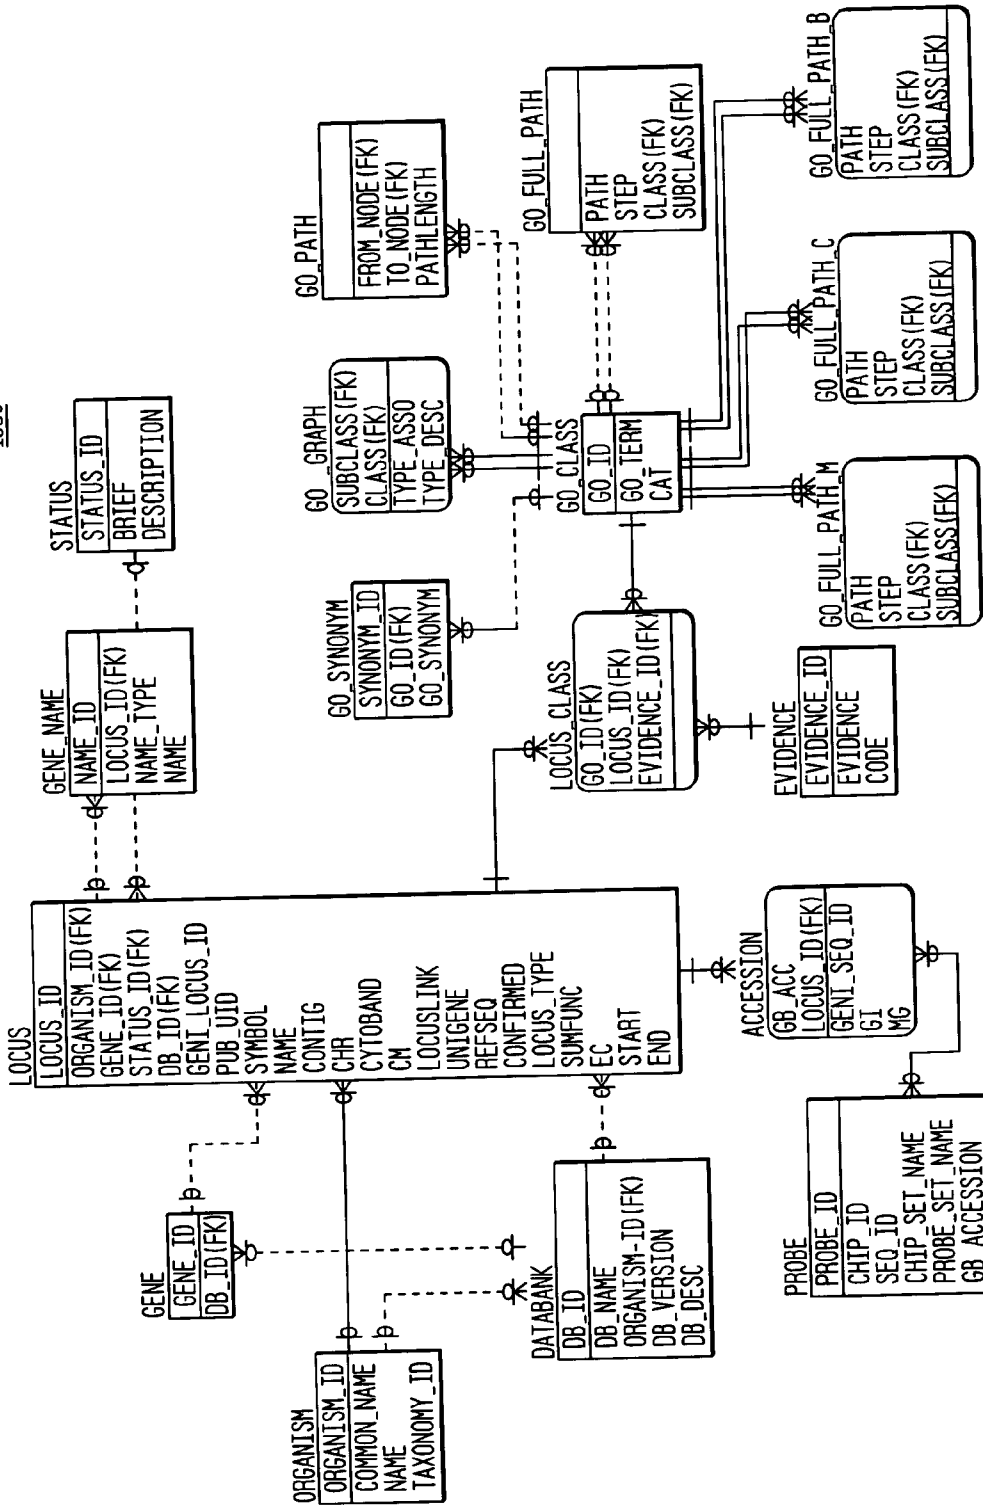 LOCUS
LOCUS_ID
ORGANISM_ID(FK)
GENE_ID(FK)
STATUS_ID(FK)
DB_ID(FK)
GENI_LOCUS_ID
PUB_UID
SYMBOL
NAME
CONTIG
CHR
CYTOBAND
CM
LOCUSLINK
UNIGENE
REFSEQ
CONFIRMED
LOCUS_TYPE
SUMFUNC
EC
START
END
GENE_NAME
NAME_ID
LOCUS_ID(FK)
NAME_TYPE
NAME
STATUS
STATUS_ID
BRIEF
DESCRIPTION
GENE
GENE_ID
DB_ID(FK)
ORGANISM
ORGANISM_ID
COMMON_NAME
NAME
TAXONOMY_ID
DATABANK
DB_ID
DB_NAME
ORGANISM-ID(FK)
DB_VERSION
DB_DESC
GO_SYNONYM
SYNONYM_ID
GO_ID(FK)
GO_SYNONYM
GO_GRAPH
SUBCLASS(FK)
CLASS(FK)
TYPE_ASSO
TYPE_DESC
GO_PATH
FROM_NODE(FK)
TO_NODE(FK)
PATHLENGTH
LOCUS_CLASS
GO_ID(FK)
LOCUS_ID(FK)
EVIDENCE_ID(FK)
GO_CLASS
GO_ID
GO_TERM
CAT
GO_FULL_PATH
PATH
STEP
CLASS(FK)
SUBCLASS(FK)
EVIDENCE
EVIDENCE_ID
EVIDENCE
CODE
ACCESSION
GB_ACC
LOCUS_ID(FK)
GENI_SEQ_ID
GI
MG
PROBE
PROBE_ID
CHIP_ID
SEQ_ID
CHIP_SET_NAME
PROBE_SET_NAME
GB_ACCESSION
GO_FULL_PATH_M
PATH
STEP
CLASS(FK)
SUBCLASS(FK)
GO_FULL_PATH_C
PATH
STEP
CLASS(FK)
SUBCLASS(FK)
GO_FULL_PATH_B
PATH
STEP
CLASS(FK)
SUBCLASS(FK)